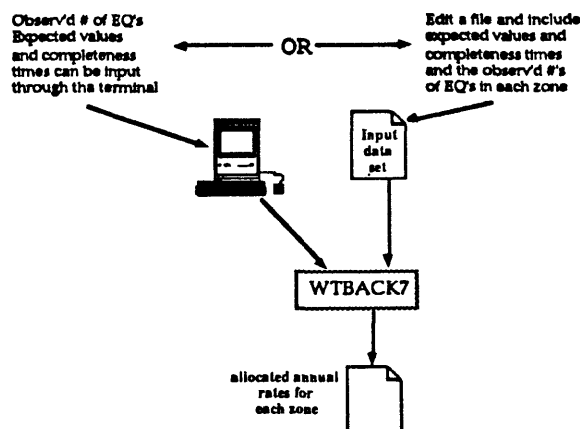 Observ'd # of EQ's
Expected values
and completeness
times can be input
through the terminal
OR
Edit a file and include
expected values and
completeness times
and the observ'd #'s
of EQ's in each zone
Input
data
set
WTBACK7
allocated annual
rates for
each zone